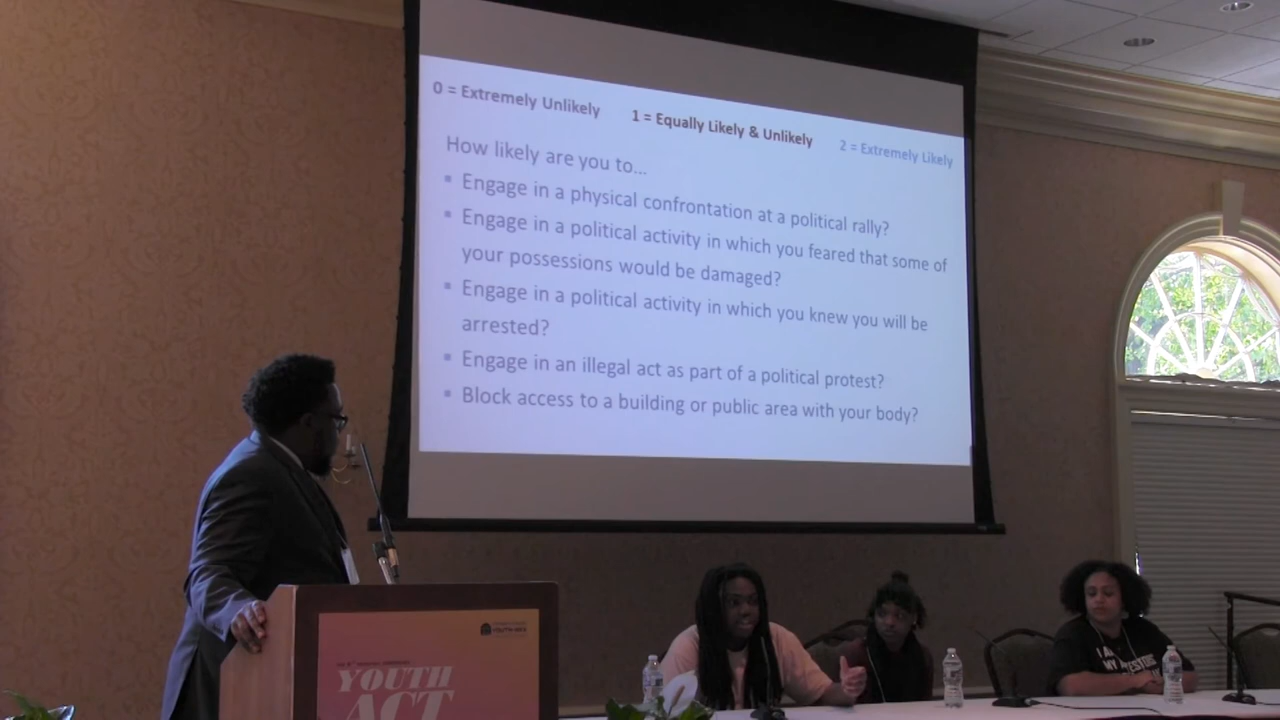 0 = Extremely Unlikely 1 = Equally Likely & Unlikely 2 = Extremely Likely
How likely are you to...
▪ Engage in a physical confrontation at a political rally?
▪ Engage in a political activity in which you feared that some of
your possessions would be damaged?
▪ Engage in a political activity in which you knew you will be
arrested?
▪ Engage in an illegal act as part of a political protest?
▪ Block access to a building or public area with your body?
YOUTH
ACT
I A
MY